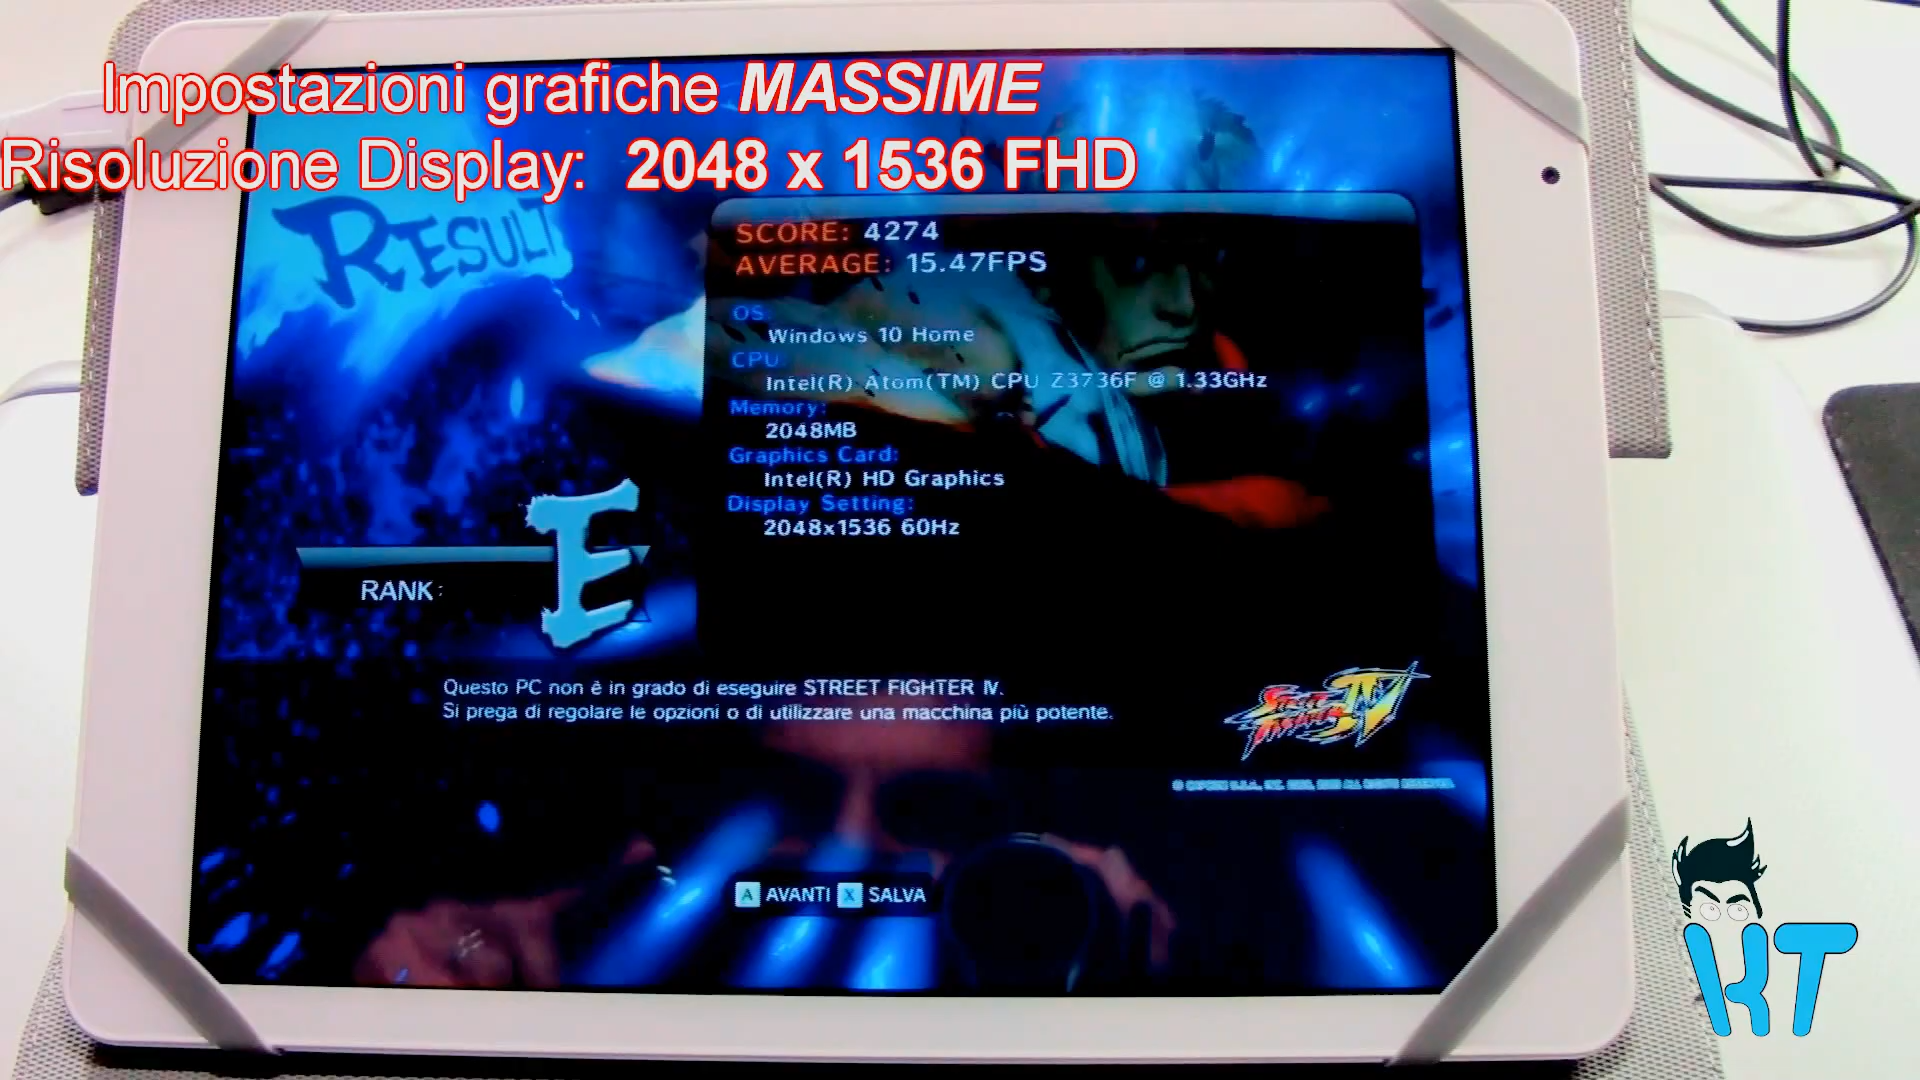 Impostazioni grafiche MASSIME
Risoluzione Display: 2048 x 1536 FHD
RESULT
SCORE: 4274
AVERAGE: 15.47FPS
OS:
Windows 10 Home
CPU
Intel(R) Atom(TM) CPU Z3736F @ 1.33GHz
Memory:
2048MB
Graphics Card:
Intel(R) HD Graphics
Display Setting:
2048x1536 60Hz
RANK: E
Questo PC non è in grado di eseguire STREET FIGHTER IV.
Si prega di regolare le opzioni o di utilizzare una macchina più potente.
STREET FIGHTER IV
A AVANTI X SALVA
KT